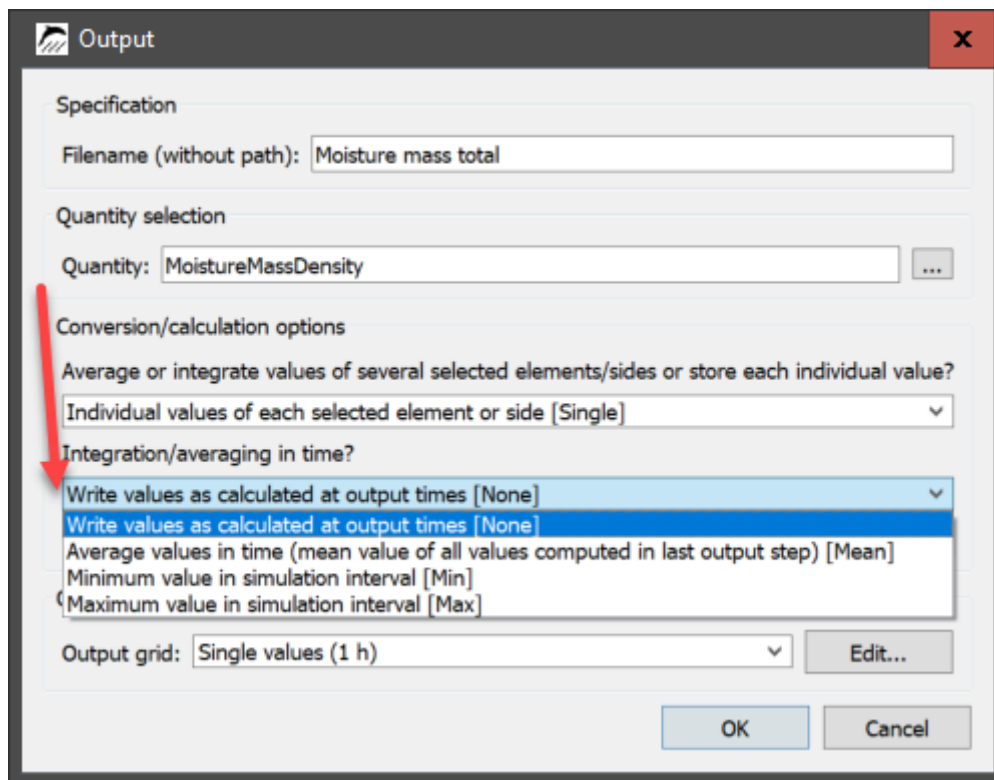 Output
x
Specification
Filename (without path): Moisture mass total
Quantity selection
Quantity: MoistureMassDensity ...
Conversion/calculation options
Average or integrate values of several selected elements/sides or store each individual value?
Individual values of each selected element or side [Single]
Integration/averaging in time?
Write values as calculated at output times [None]
Write values as calculated at output times [None]
Average values in time (mean value of all values computed in last output step) [Mean]
Minimum value in simulation interval [Min]
Maximum value in simulation interval [Max]
Output grid: Single values (1 h) Edit...
OK Cancel